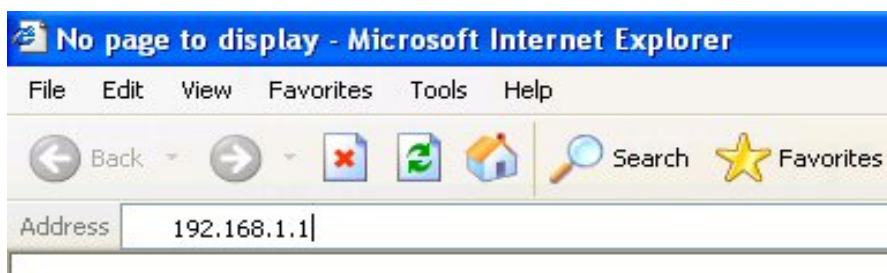 No page to display - Microsoft Internet Explorer
File Edit View Favorites Tools Help
Back Search Favorites
Address 192.168.1.1